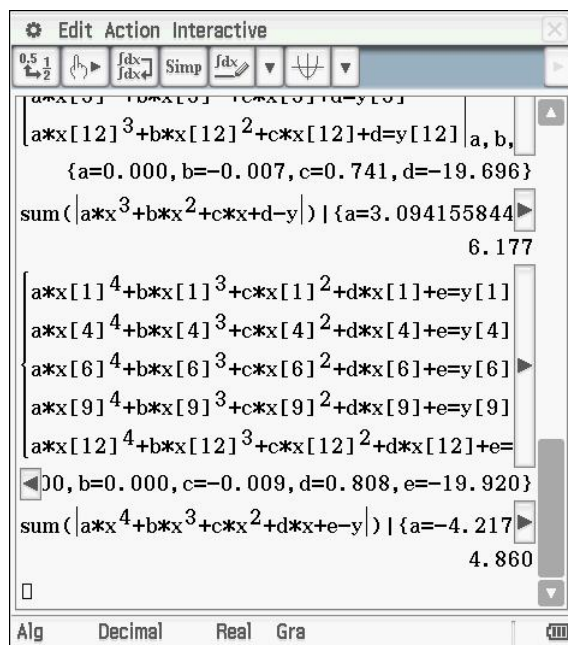 Edit Action Interactive
0.5 1 2 ∫dx ∫dx Simp ∫dx
a*x[12]^3+b*x[12]^2+c*x[12]+d=y[12] a,b,
{a=0.000,b=-0.007,c=0.741,d=-19.696}
sum(|a*x^3+b*x^2+c*x+d-y|)|{a=3.094155844
6.177
a*x[1]^4+b*x[1]^3+c*x[1]^2+d*x[1]+e=y[1]
a*x[4]^4+b*x[4]^3+c*x[4]^2+d*x[4]+e=y[4]
a*x[6]^4+b*x[6]^3+c*x[6]^2+d*x[6]+e=y[6]
a*x[9]^4+b*x[9]^3+c*x[9]^2+d*x[9]+e=y[9]
a*x[12]^4+b*x[12]^3+c*x[12]^2+d*x[12]+e=
00,b=0.000,c=-0.009,d=0.808,e=-19.920}
sum(|a*x^4+b*x^3+c*x^2+d*x+e-y|)|{a=-4.217
4.860
Alg Decimal Real Gra